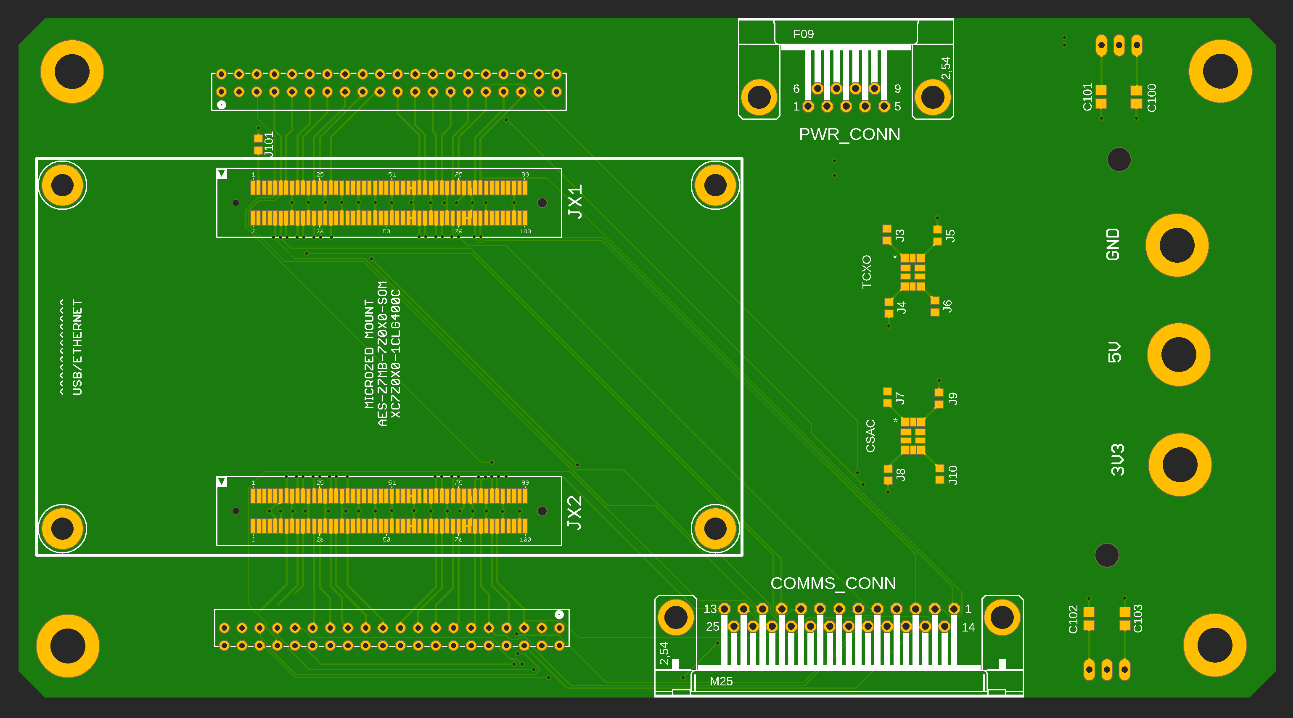 F09
2,54
6 9
1 5
PWR_CONN
C101
C100
J101
1 25 51 75 99
2 26 50 76 100
JX1
GND
J3
J5
TCXO
J4
J6
USB/ETHERNET
MICROZED MOUNT
AES-Z7MB-7Z0X0-SOM
XC7Z0X0-1CLG400C
5V
J7
J9
CSAC
J8
J10
3V3
JX2
COMMS_CONN
13 1
25 14
2,54
M25
C102
C103